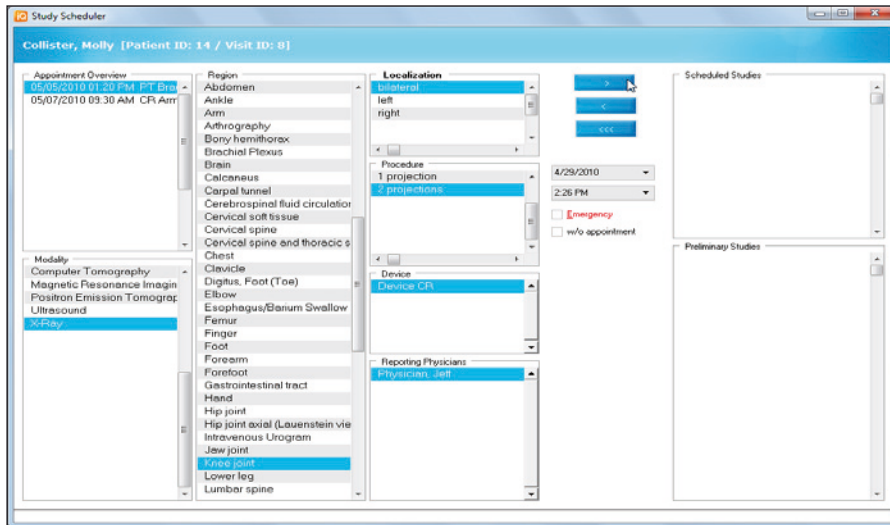 Study Scheduler
Collister, Molly [Patient ID: 14 / Visit ID: 8]
Appointment Overview
05/05/2010 01:20 PM PT Brai
05/07/2010 09:30 AM CR Arm
Modality
Computer Tomography
Magnetic Resonance Imagin
Positron Emission Tomograp
Ultrasound
X-Ray
Region
Abdomen
Ankle
Arm
Arthrography
Bony hemithorax
Brachial Plexus
Brain
Calcaneus
Carpal tunnel
Cerebrospinal fluid circulation
Cervical soft tissue
Cervical spine
Cervical spine and thoracic s
Chest
Clavicle
Digitus, Foot (Toe)
Elbow
Esophagus/Barium Swallow
Femur
Finger
Foot
Forearm
Forefoot
Gastrointestinal tract
Hand
Hip joint
Hip joint axial (Lauenstein vie
Intravenous Urogram
Jaw joint
Knee joint
Lower leg
Lumbar spine
Localization
bilateral
left
right
Procedure
1 projection
2 projections
Device
Device CR
Reporting Physicians
Physician, Jeff
>
<
<<<
4/29/2010
2:26 PM
Emergency
w/o appointment
Scheduled Studies
Preliminary Studies